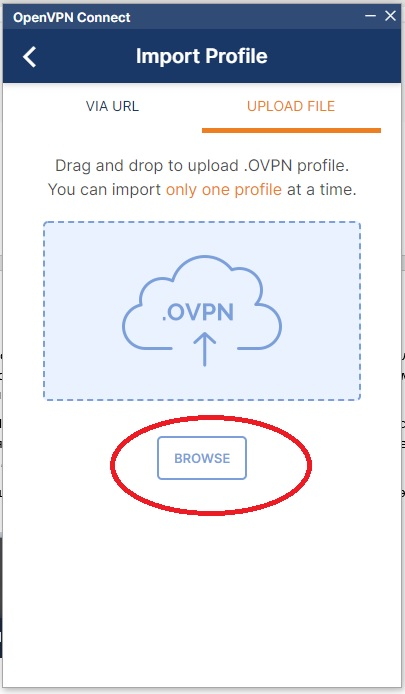 OpenVPN Connect
Import Profile
VIA URL
UPLOAD FILE
Drag and drop to upload .OVPN profile.
You can import only one profile at a time.
.OVPN
BROWSE